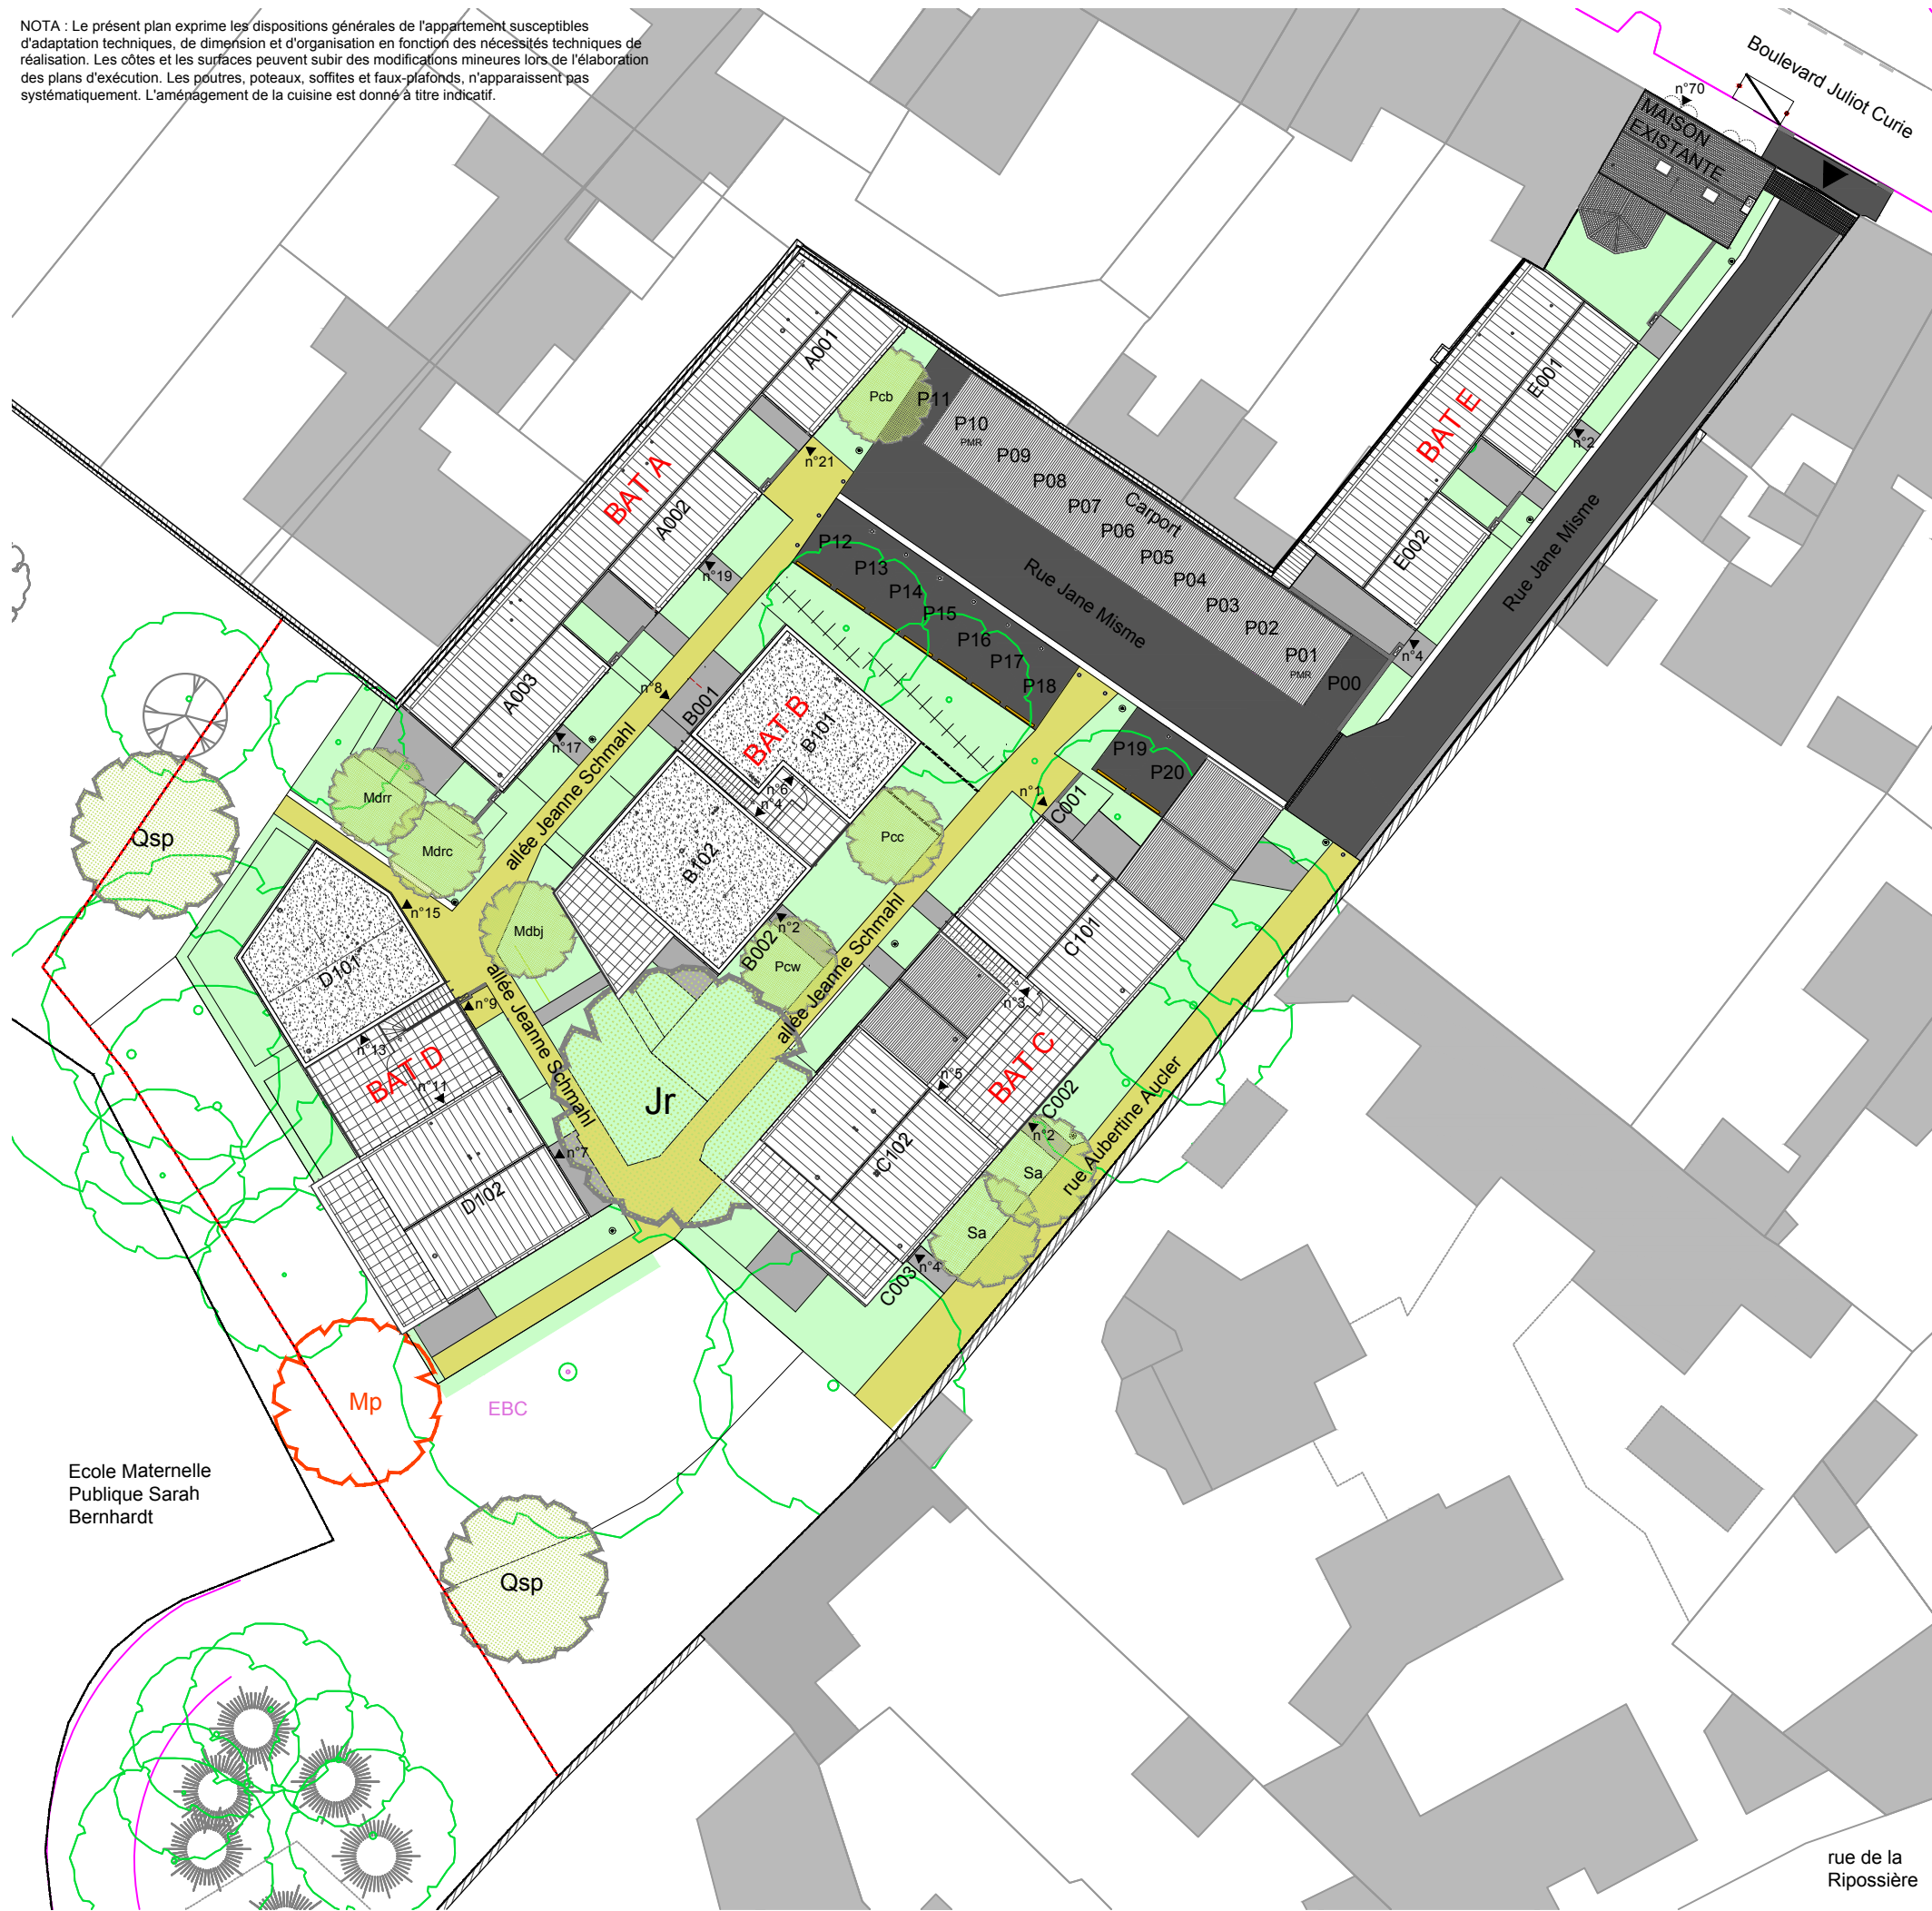 NOTA : Le présent plan exprime les dispositions générales de l'appartement susceptibles
d'adaptation techniques, de dimension et d'organisation en fonction des nécessités techniques de
réalisation. Les côtes et les surfaces peuvent subir des modifications mineures lors de l'élaboration
des plans d'exécution. Les poutres, poteaux, soffites et faux-plafonds, n'apparaissent pas
systématiquement. L'aménagement de la cuisine est donné à titre indicatif.
Boulevard Juliot Curie
n°70
MAISON
EXISTANTE
BAT E
E001
E002
n°2
n°4
Rue Jane Misme
BAT A
A001
A002
A003
n°21
n°19
n°17
Pcb
P11
P10
PMR
P09
P08
P07
P06
P05
P04
P03
P02
P01
PMR
P00
Carport
Rue Jane Misme
P12
P13
P14
P15
P16
P17
P18
P19
P20
n°8
B001
BAT B
B101
n°6
n°4
B102
B002
n°2
allée Jeanne Schmahl
Mdrr
Mdrc
Mdbj
Pcc
Pcw
Qsp
n°1
C001
C101
n°3
BAT C
n°5
C102
C002
n°2
C003
n°4
allée Jeanne Schmahl
rue Aubertine Aucler
Sa
Sa
n°15
D101
n°9
n°13
BAT D
n°11
n°7
D102
allée Jeanne Schmahl
Jr
Mp
EBC
Qsp
Ecole Maternelle
Publique Sarah
Bernhardt
rue de la
Ripossière